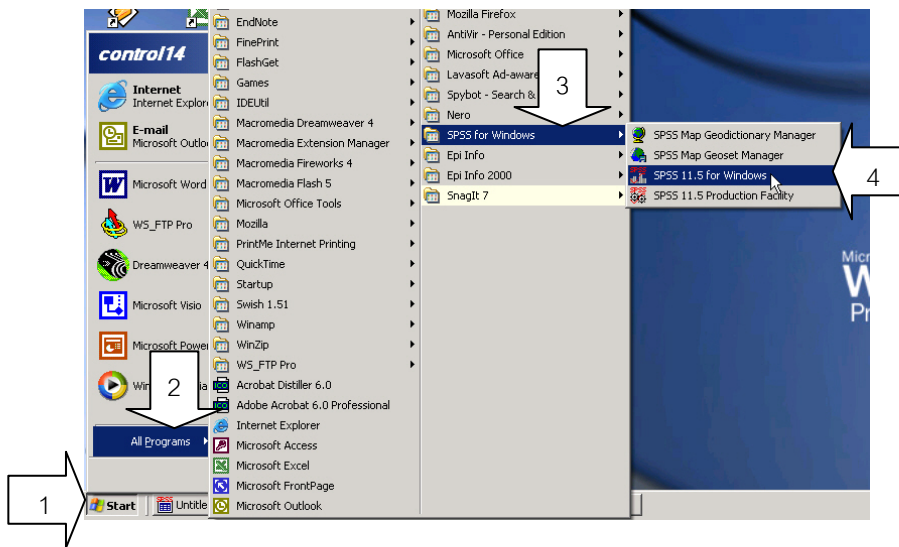 control14
Internet
Internet Explor
E-mail
Microsoft Outlo
Microsoft Word
WS_FTP Pro
Dreamweaver 4
Microsoft Visio
Microsoft Power
Win
ia
All Programs
Start
Untitle
EndNote
FinePrint
FlashGet
Games
IDEUtil
Macromedia Dreamweaver 4
Macromedia Extension Manager
Macromedia Fireworks 4
Macromedia Flash 5
Microsoft Office Tools
Mozilla
PrintMe Internet Printing
QuickTime
Startup
Swish 1.51
Winamp
WinZip
WS_FTP Pro
Acrobat Distiller 6.0
Adobe Acrobat 6.0 Professional
Internet Explorer
Microsoft Access
Microsoft Excel
Microsoft FrontPage
Microsoft Outlook
Mozilla Firefox
AntiVir - Personal Edition
Microsoft Office
Lavasoft Ad-aware
Spybot - Search &
Nero
SPSS for Windows
Epi Info
Epi Info 2000
SnagIt 7
SPSS Map Geodictionary Manager
SPSS Map Geoset Manager
SPSS 11.5 for Windows
SPSS 11.5 Production Facility
Micr
W
Pr
1
2
3
4